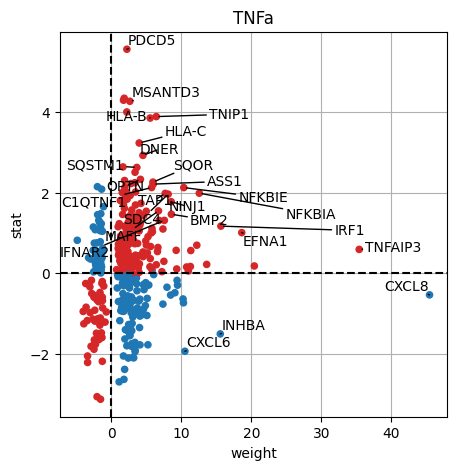 TNFa
PDCD5
MSANTD3
HLA-B
TNIP1
HLA-C
DNER
SQSTM1
SQOR
ASS1
OPTN
TAP1
NFKBIE
C1QTNF1
NINJ1
NFKBIA
SDC4
BMP2
IRF1
MAFF
EFNA1
IFNAR2
TNFAIP3
CXCL8
INHBA
CXCL6
stat
4
2
0
−2
0
10
20
30
40
weight